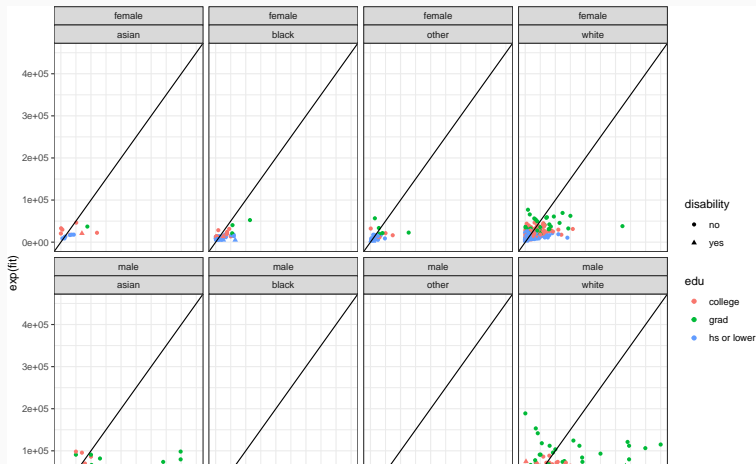 female female female female
asian black other white
4e+05
3e+05
2e+05
1e+05
0e+00
exp(fit)
male male male male
asian black other white
4e+05
3e+05
2e+05
1e+05
disability
no
yes
edu
college
grad
hs or lower